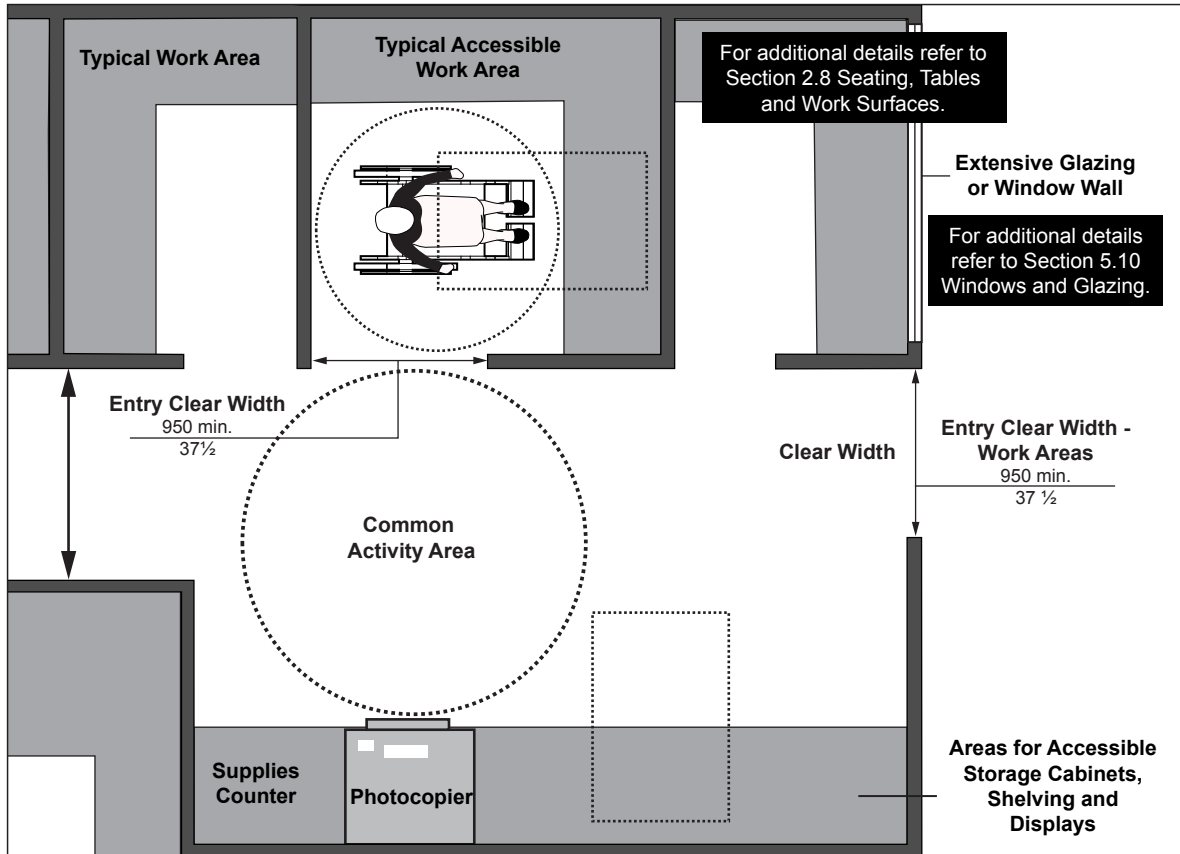 Typical Work Area
Typical Accessible
Work Area
For additional details refer to
Section 2.8 Seating, Tables
and Work Surfaces.
Extensive Glazing
or Window Wall
For additional details
refer to Section 5.10
Windows and Glazing.
Entry Clear Width
950 min.
37½
Clear Width
Entry Clear Width -
Work Areas
950 min.
37 ½
Common
Activity Area
Supplies
Counter
Photocopier
Areas for Accessible
Storage Cabinets,
Shelving and
Displays